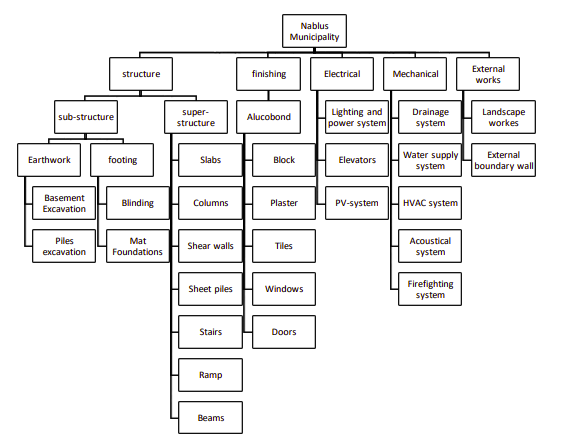 Nablus
Municipality
structure
finishing
Electrical
Mechanical
External
works
sub-structure
super-
structure
Alucobond
Lighting and
power system
Drainage
system
Landscape
workes
Earthwork
footing
Slabs
Block
Elevators
Water supply
system
External
boundary wall
Basement
Excavation
Blinding
Columns
Plaster
PV-system
HVAC system
Piles
excavation
Mat
Foundations
Shear walls
Tiles
Acoustical
system
Sheet piles
Windows
Firefighting
system
Stairs
Doors
Ramp
Beams